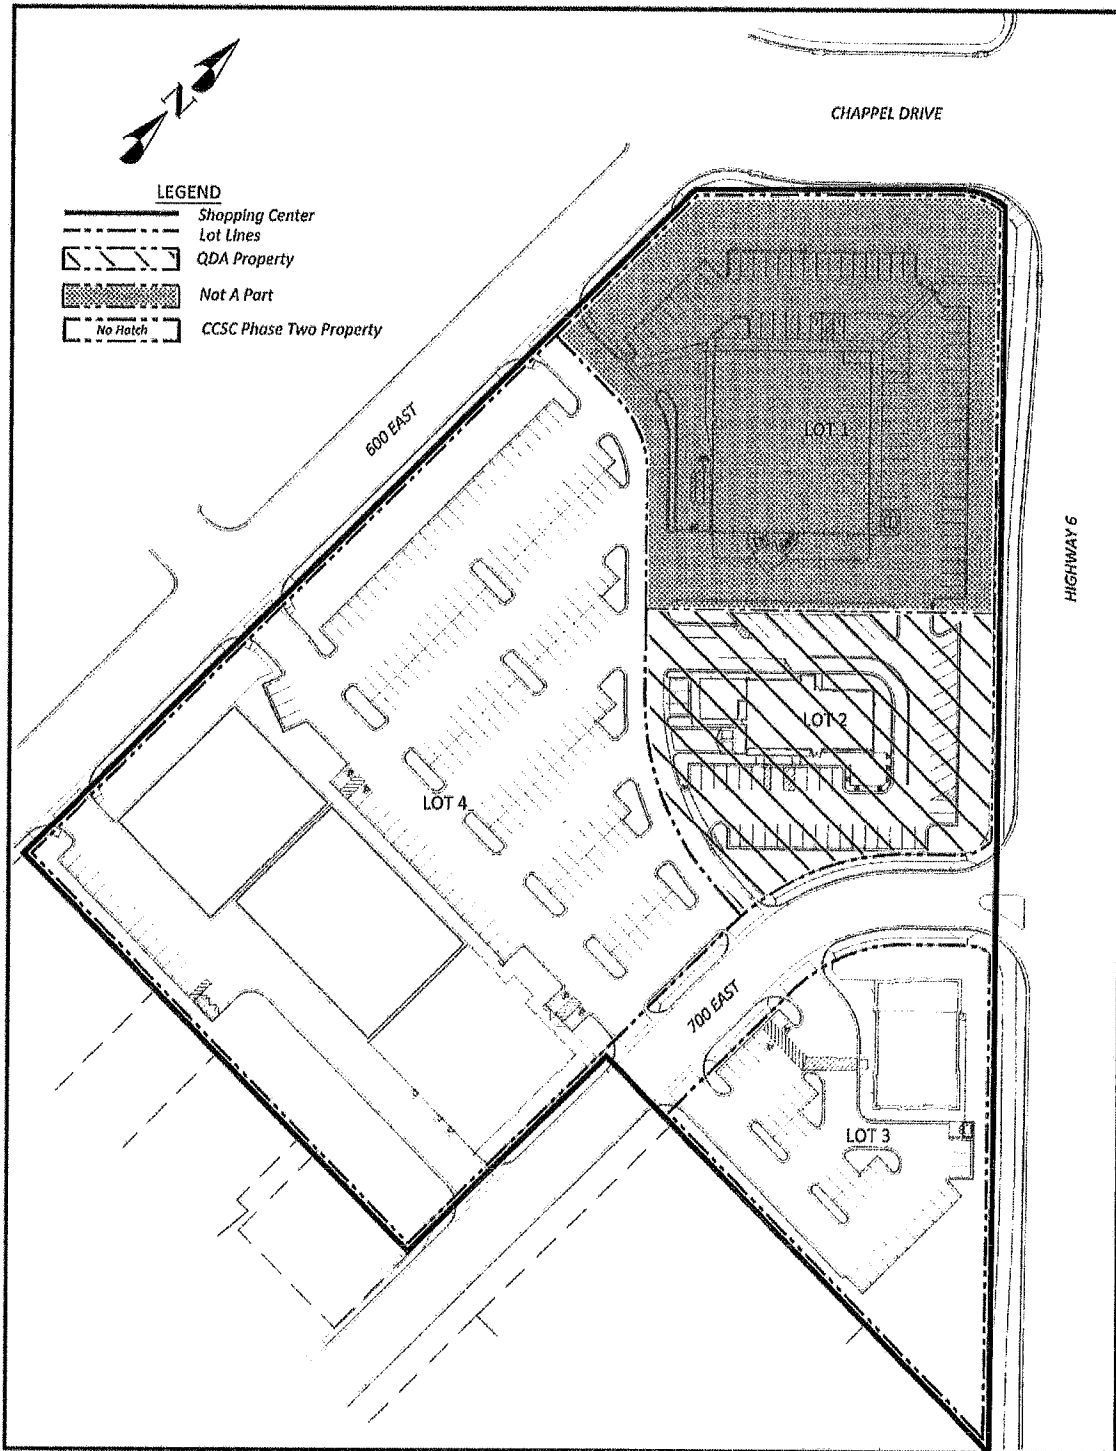 CHAPPEL DRIVE
N
LEGEND
Shopping Center
Lot Lines
QDA Property
Not A Part
No Hatch
CCSC Phase Two Property
600 EAST
LOT 1
HIGHWAY 6
LOT 2
LOT 4
700 EAST
LOT 3